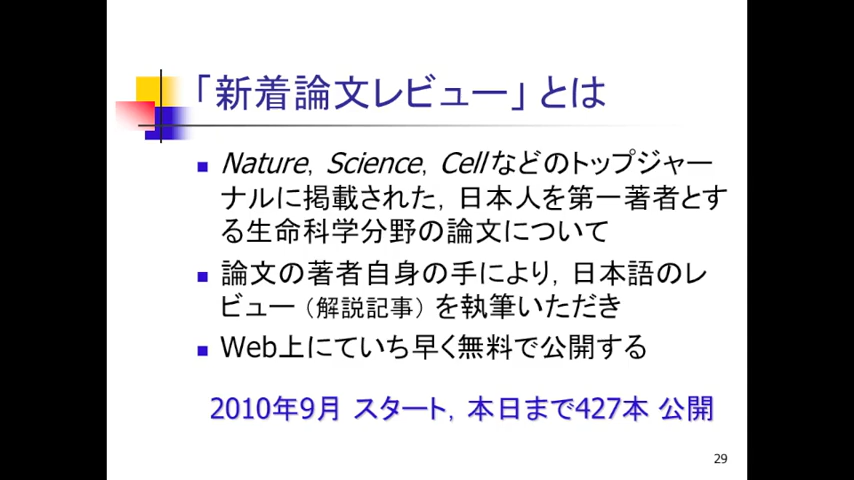 「新着論文レビュー」とは
Nature, Science, Cellなどのトップジャー
ナルに掲載された, 日本人を第一著者とす
る生命科学分野の論文について
論文の著者自身の手により, 日本語のレ
ビュー（解説記事）を執筆いただき
Web上にていち早く無料で公開する
2010年9月 スタート, 本日まで427本 公開
29